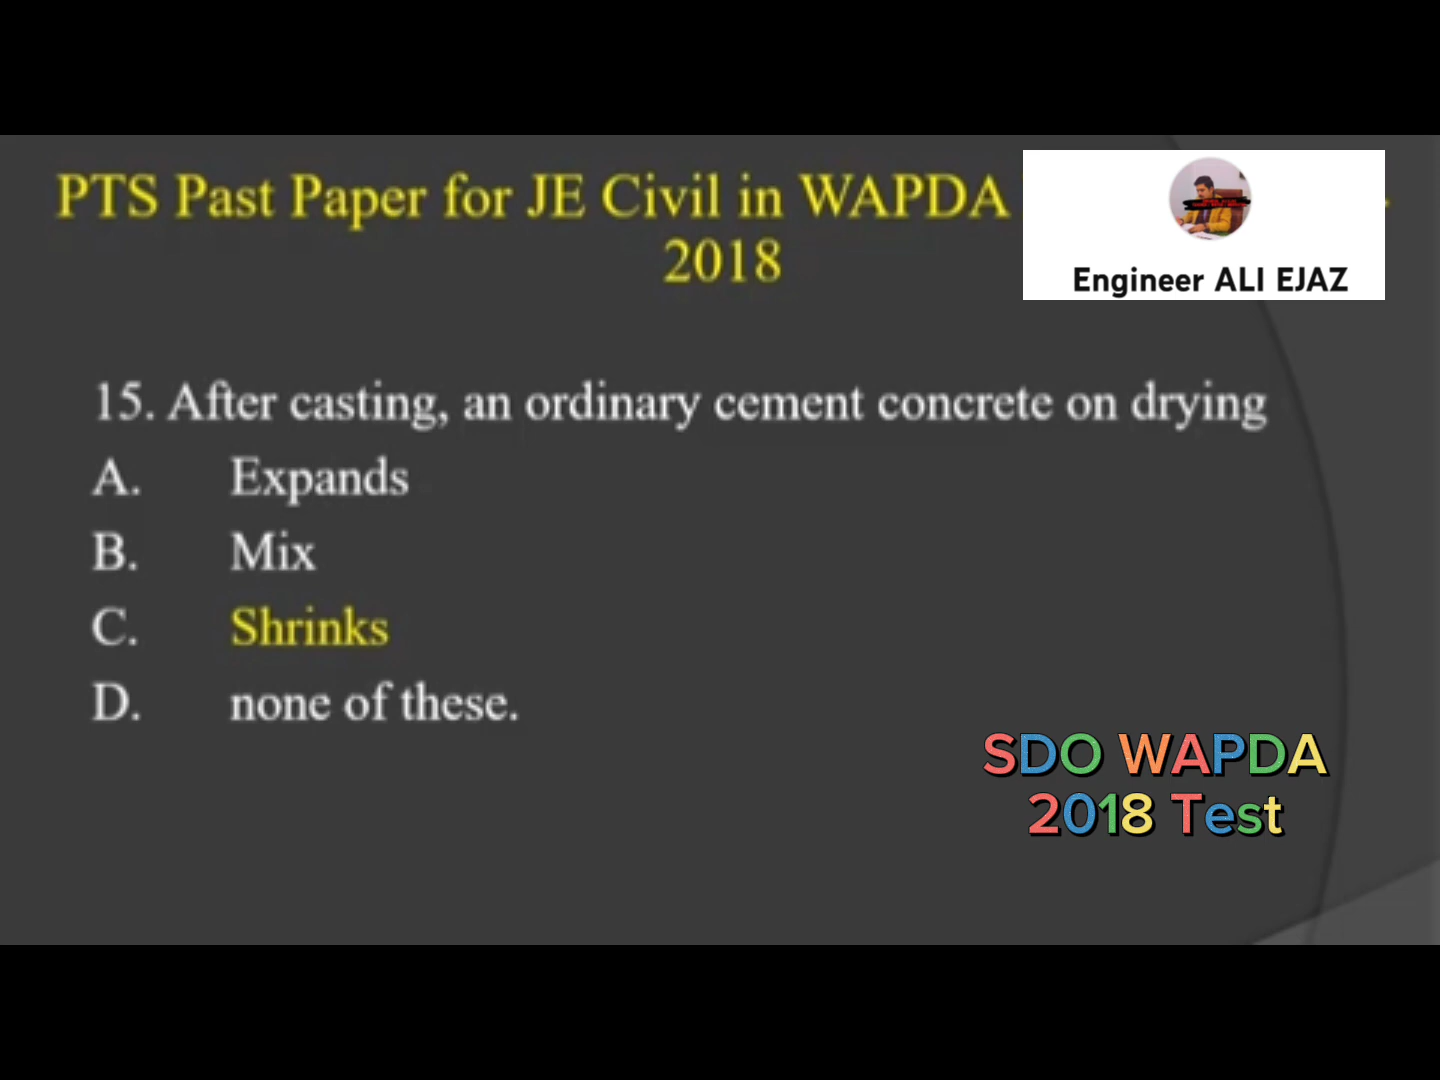 PTS Past Paper for JE Civil in WAPDA
2018
Engineer ALI EJAZ
15. After casting, an ordinary cement concrete on drying
A. Expands
B. Mix
C. Shrinks
D. none of these.
SDO WAPDA
2018 Test